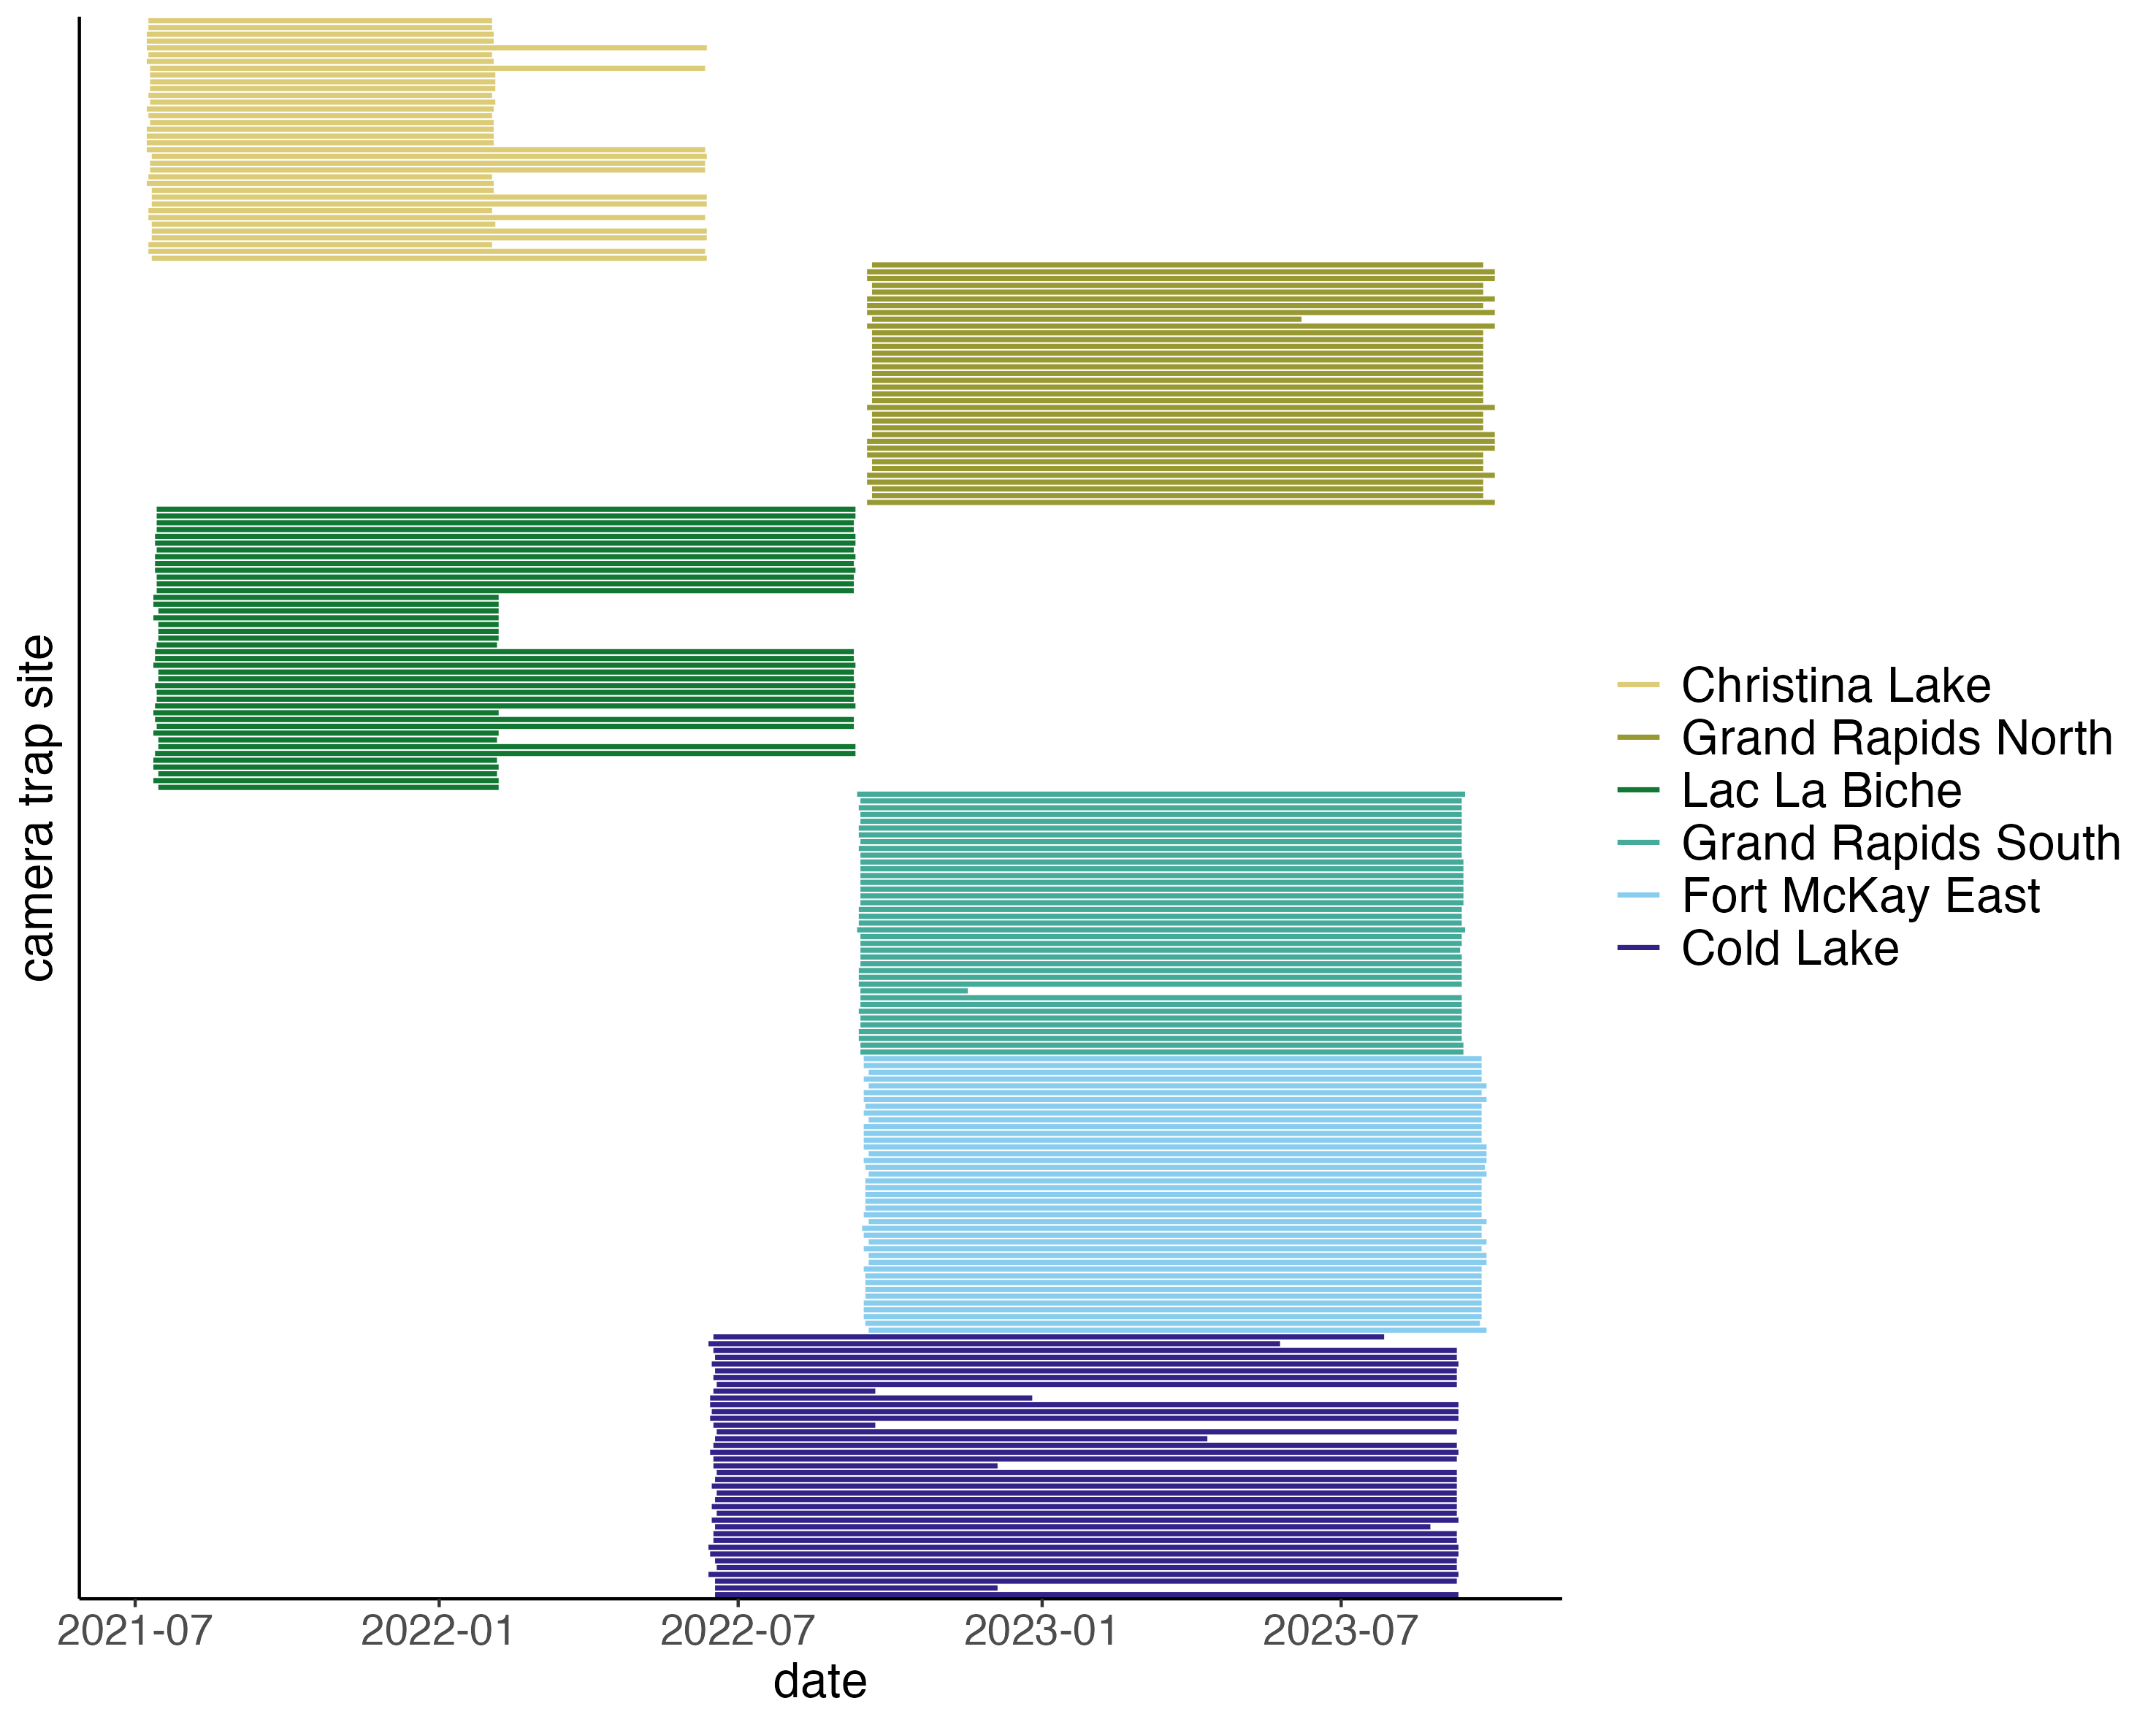 camera trap site
Christina Lake
Grand Rapids North
Lac La Biche
Grand Rapids South
Fort McKay East
Cold Lake
2021-07
2022-01
2022-07
2023-01
2023-07
date